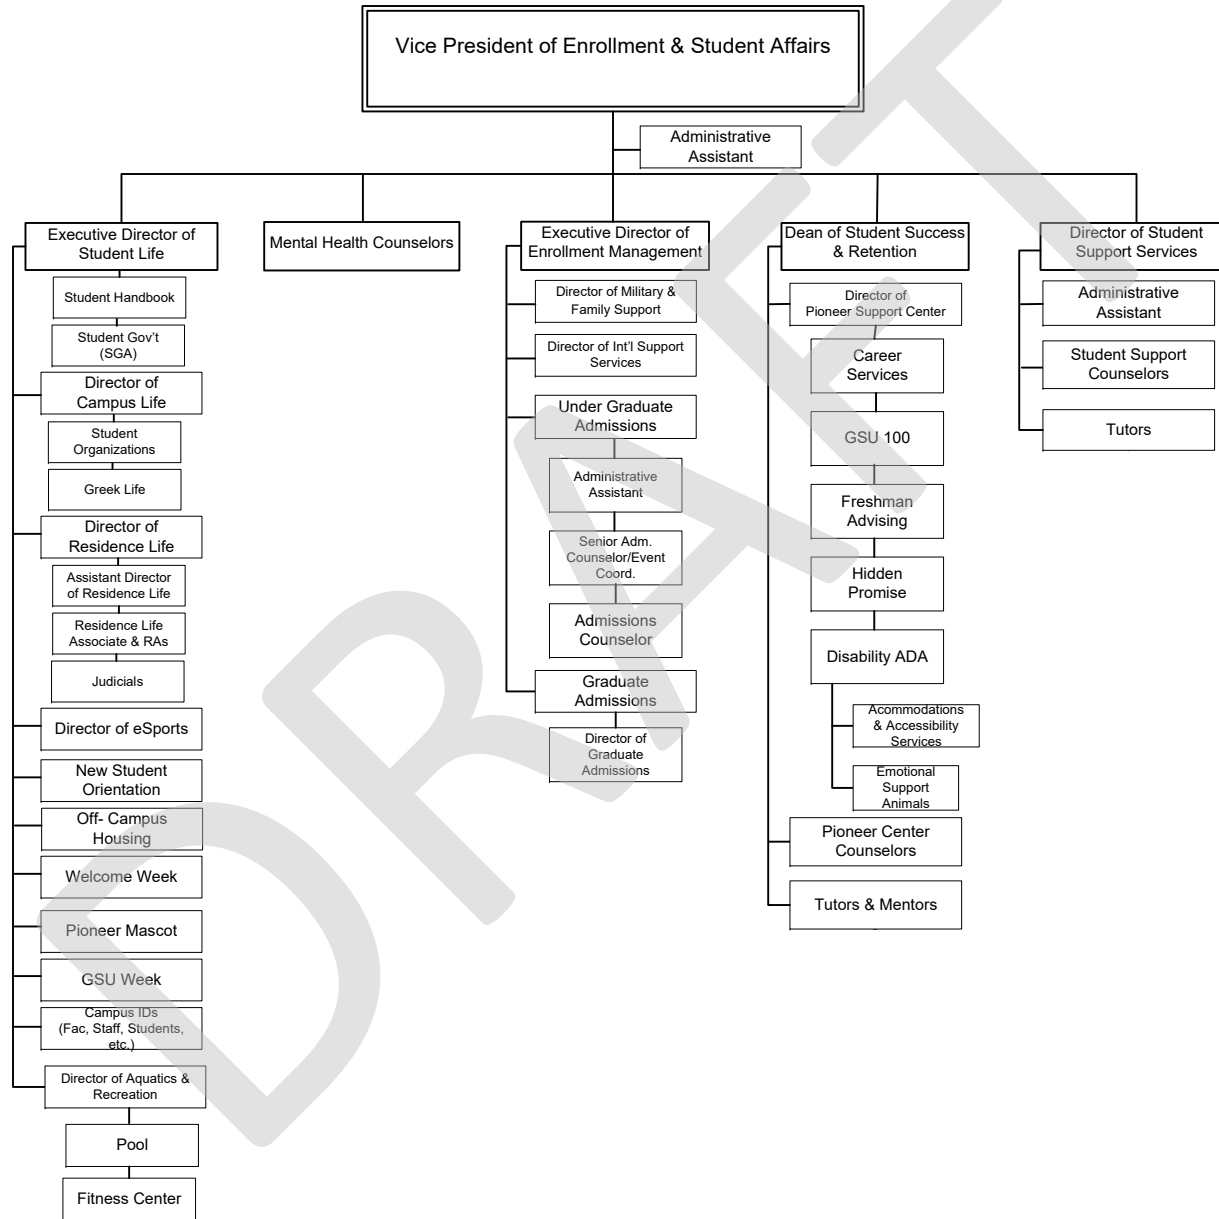 Vice President of Enrollment & Student Affairs
Administrative
Assistant
Executive Director of
Student Life
Student Handbook
Student Gov't
(SGA)
Director of
Campus Life
Student
Organizations
Greek Life
Director of
Residence Life
Assistant Director
of Residence Life
Residence Life
Associate & RAs
Judicials
Director of eSports
New Student
Orientation
Off- Campus
Housing
Welcome Week
Pioneer Mascot
GSU Week
Campus IDs
(Fac, Staff, Students,
etc.)
Director of Aquatics &
Recreation
Pool
Fitness Center
Mental Health Counselors
Executive Director of
Enrollment Management
Director of Military &
Family Support
Director of Int'l Support
Services
Under Graduate
Admissions
Administrative
Assistant
Senior Adm.
Counselor/Event
Coord.
Admissions
Counselor
Graduate
Admissions
Director of
Graduate
Admissions
Dean of Student Success
& Retention
Director of
Pioneer Support Center
Career
Services
GSU 100
Freshman
Advising
Hidden
Promise
Disability ADA
Acommodations
& Accessibility
Services
Emotional
Support
Animals
Pioneer Center
Counselors
Tutors & Mentors
Director of Student
Support Services
Administrative
Assistant
Student Support
Counselors
Tutors
DRAFT